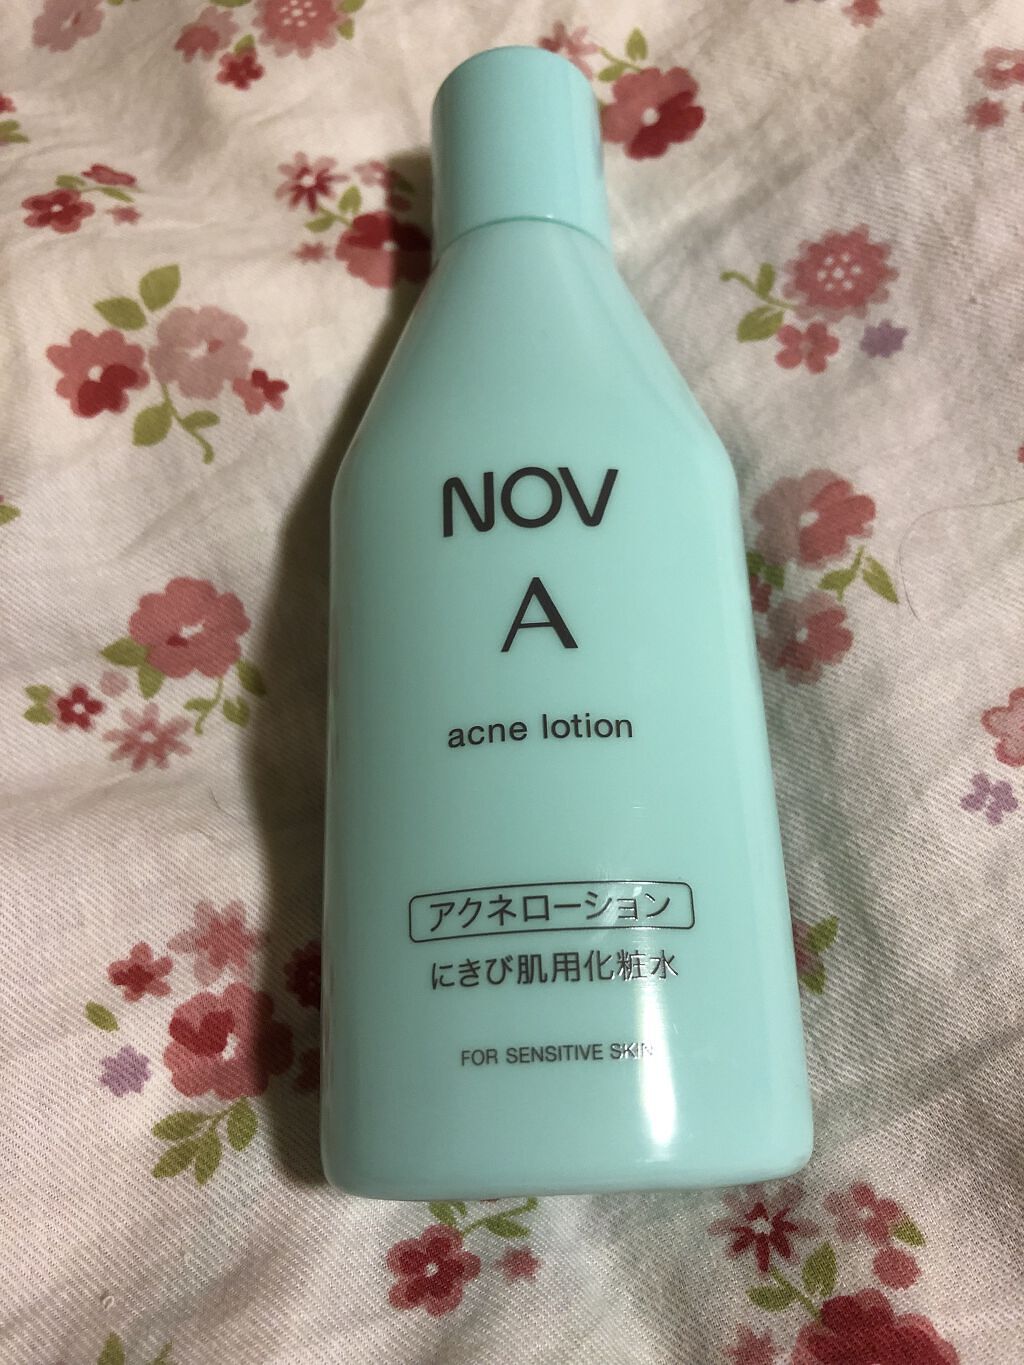 NOV
A
acne lotion
アクネローション
にきび肌用化粧水
FOR SENSITIVE SKIN